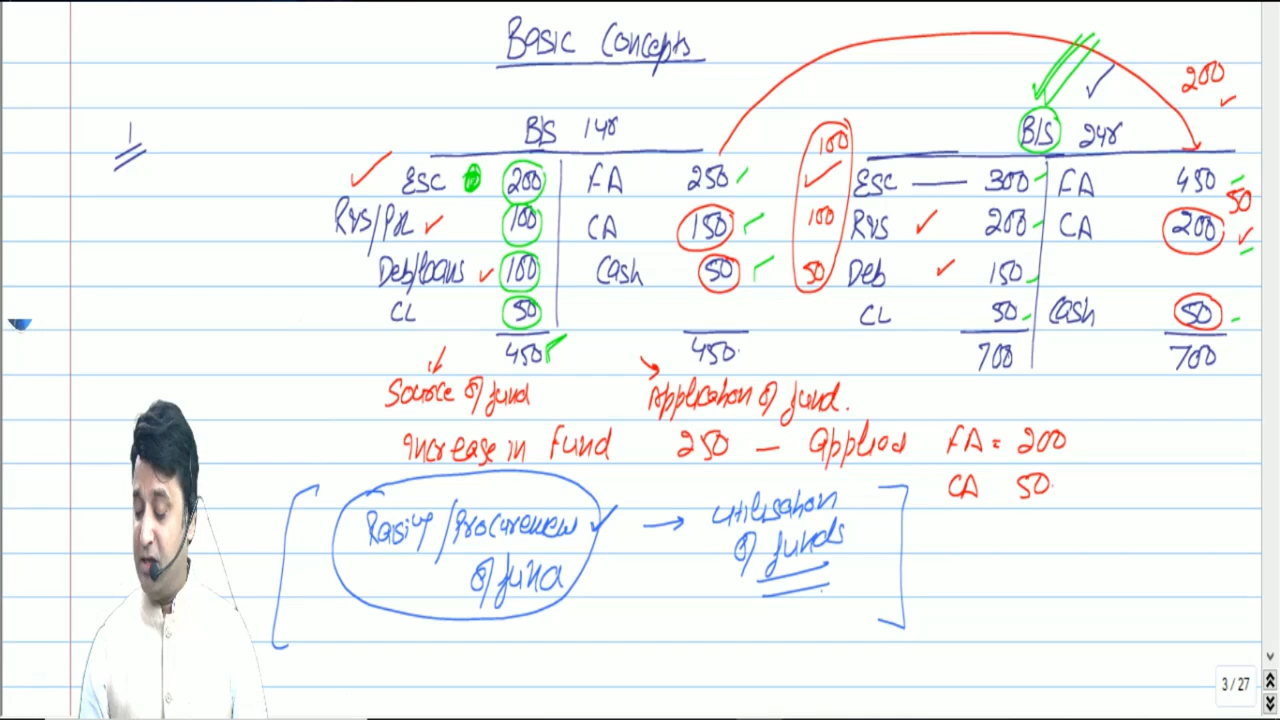 Basic Concepts
200
1
B/S 1yr
B/S 2yr
ESC 200 FA 250 100 ESC 300 FA 450
50
Rvs/P&L 100 CA 150 100 Rvs 200 CA 200
Deb/loans 100 Cash 50 50 Deb 150
CL 50 CL 50 Cash 50
450 450 700 700
Source of fund Application of fund.
Increase in Fund 250 – applied FA = 200
CA 50
Raising/Procurement → utilisation
of fund of funds
3 / 27